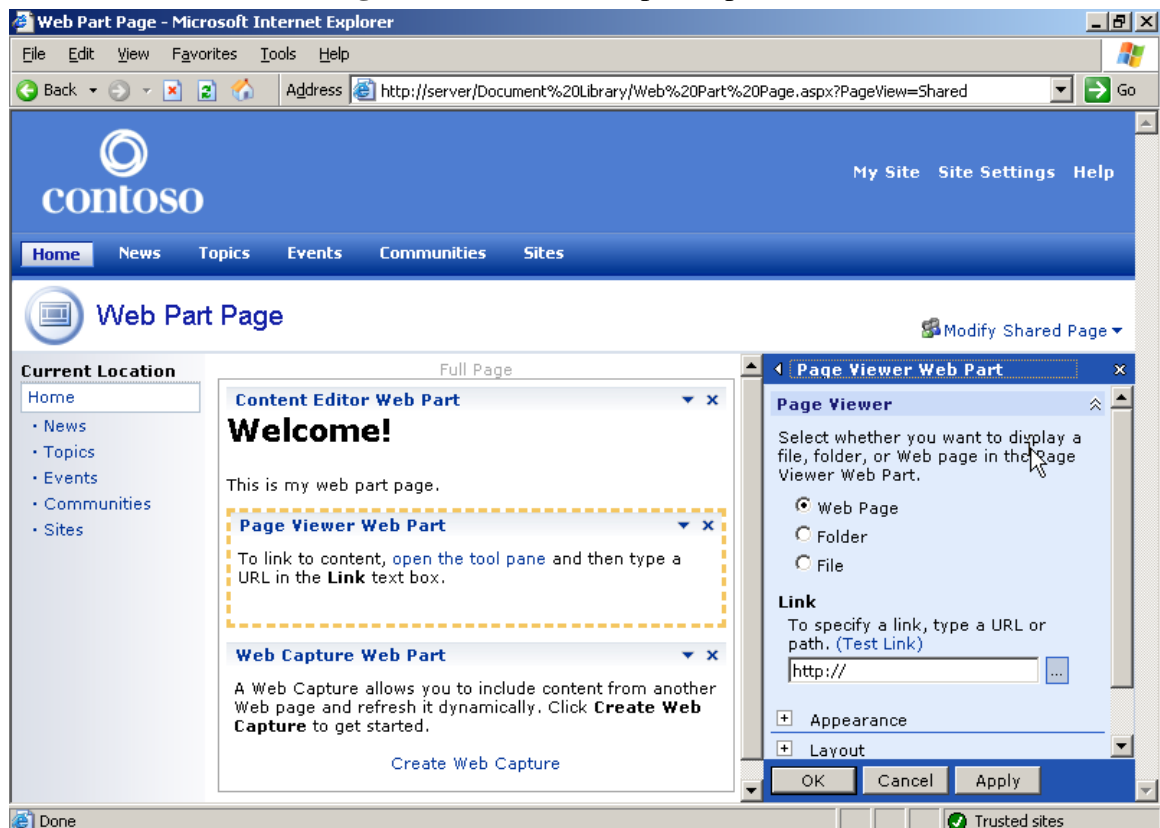 Web Part Page - Microsoft Internet Explorer
File Edit View Favorites Tools Help
Back Address http://server/Document%20Library/Web%20Part%20Page.aspx?PageView=Shared Go
contoso
My Site Site Settings Help
Home News Topics Events Communities Sites
Web Part Page
Modify Shared Page
Current Location
Home
• News
• Topics
• Events
• Communities
• Sites
Full Page
Content Editor Web Part
Welcome!
This is my web part page.
Page Viewer Web Part
To link to content, open the tool pane and then type a
URL in the Link text box.
Web Capture Web Part
A Web Capture allows you to include content from another
Web page and refresh it dynamically. Click Create Web
Capture to get started.
Create Web Capture
Page Viewer Web Part
Page Viewer
Select whether you want to display a
file, folder, or Web page in the Page
Viewer Web Part.
Web Page
Folder
File
Link
To specify a link, type a URL or
path. (Test Link)
http:// ...
Appearance
Layout
OK Cancel Apply
Done Trusted sites